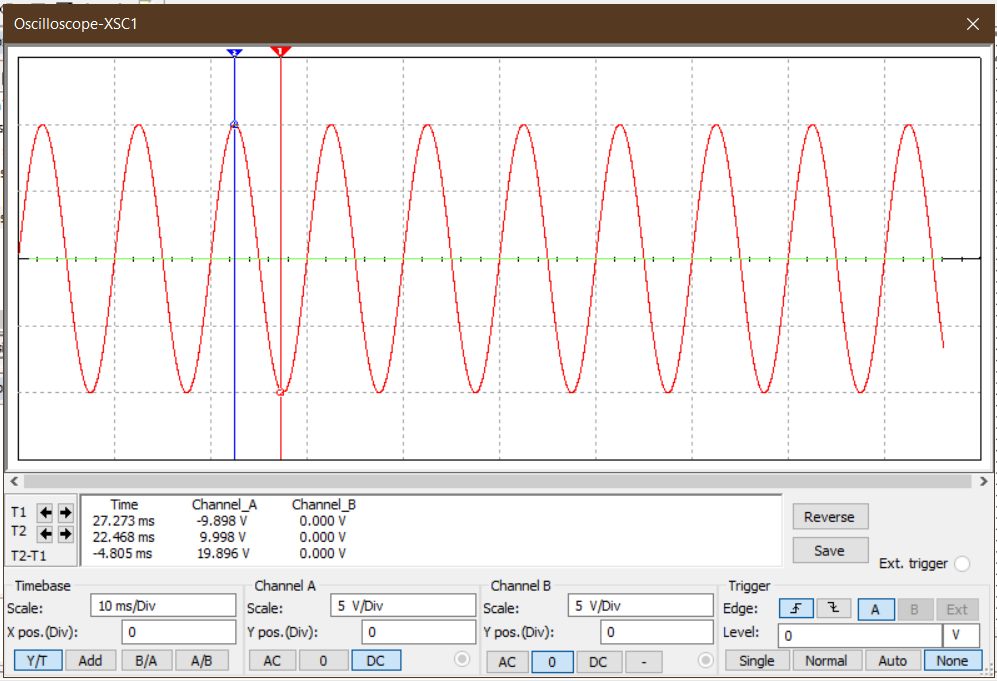 Oscilloscope-XSC1
2 1
T1
T2
T2-T1
Time Channel_A Channel_B
27.273 ms -9.898 V 0.000 V
22.468 ms 9.998 V 0.000 V
-4.805 ms 19.896 V 0.000 V
Reverse
Save
Ext. trigger
Timebase
Scale: 10 ms/Div
X pos.(Div): 0
Y/T Add B/A A/B
Channel A
Scale: 5 V/Div
Y pos.(Div): 0
AC 0 DC
Channel B
Scale: 5 V/Div
Y pos.(Div): 0
AC 0 DC -
Trigger
Edge: A B Ext
Level: 0 V
Single Normal Auto None